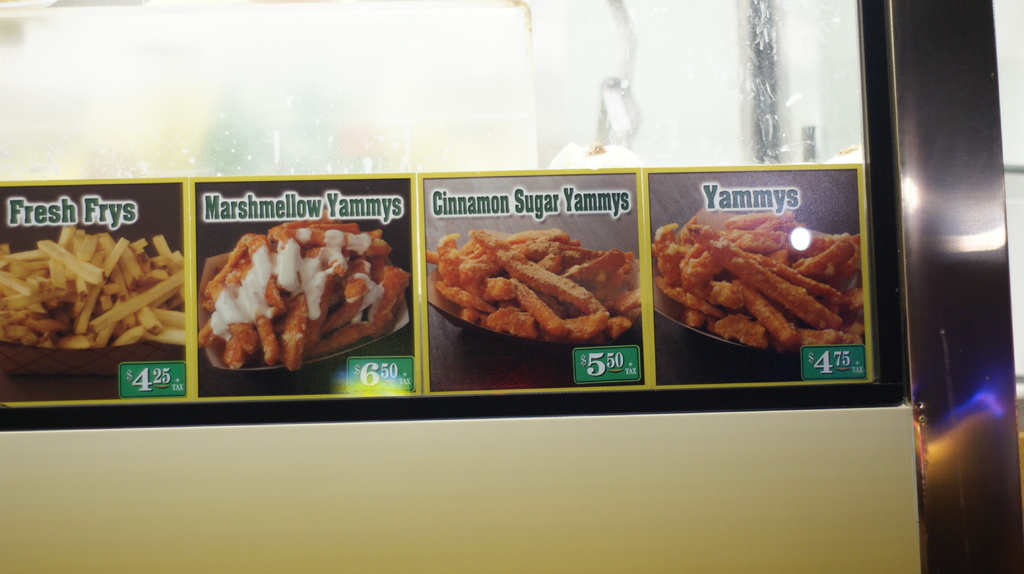 Fresh Frys
$4 25 + TAX
Marshmellow Yammys
$6 50 + TAX
Cinnamon Sugar Yammys
$5 50 + TAX
Yammys
$4 75 + TAX